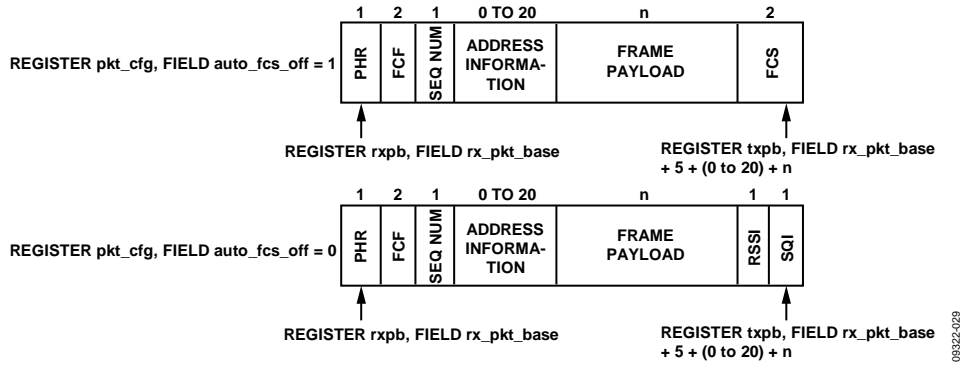 1 2 1 0 TO 20 n 2
REGISTER pkt_cfg, FIELD auto_fcs_off = 1
PHR
FCF
SEQ NUM
ADDRESS
INFORMA-
TION
FRAME
PAYLOAD
FCS
REGISTER rxpb, FIELD rx_pkt_base
REGISTER txpb, FIELD rx_pkt_base
+ 5 + (0 to 20) + n
1 2 1 0 TO 20 n 1 1
REGISTER pkt_cfg, FIELD auto_fcs_off = 0
PHR
FCF
SEQ NUM
ADDRESS
INFORMA-
TION
FRAME
PAYLOAD
RSSI
SQI
REGISTER rxpb, FIELD rx_pkt_base
REGISTER txpb, FIELD rx_pkt_base
+ 5 + (0 to 20) + n
09322-029